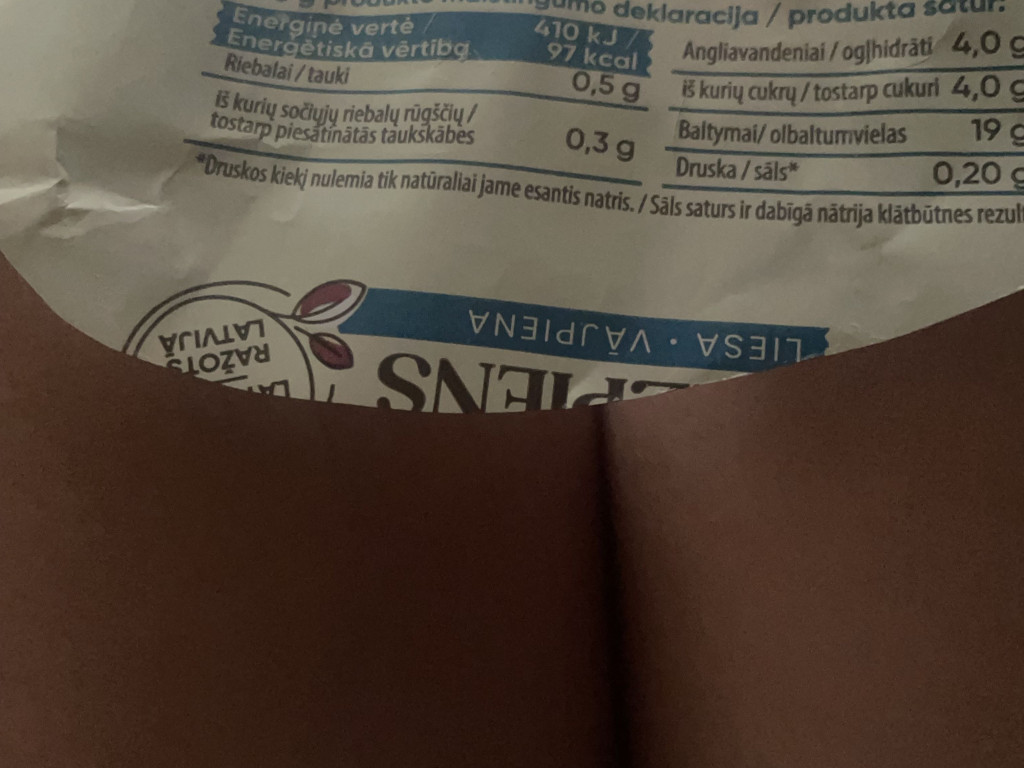 deklaracija / produkta satur:
Energinė vertė /
Enerģētiskā vērtība
410 kJ /
97 kcal
Riebalai / tauki 0,5 g
iš kurių sočiųjų riebalų rūgščių /
tostarp piesātinātās taukskābes 0,3 g
Angliavandeniai / ogļhidrāti 4,0 g
iš kurių cukrų / tostarp cukuri 4,0 g
Baltymai/ olbaltumvielas 19 g
Druska / sāls* 0,20 g
*Druskos kiekį nulemia tik natūraliai jame esantis natris. / Sāls saturs ir dabīgā nātrija klātbūtnes
LIESA · VĀJPIENA
RAŽOTS
LATVIJĀ